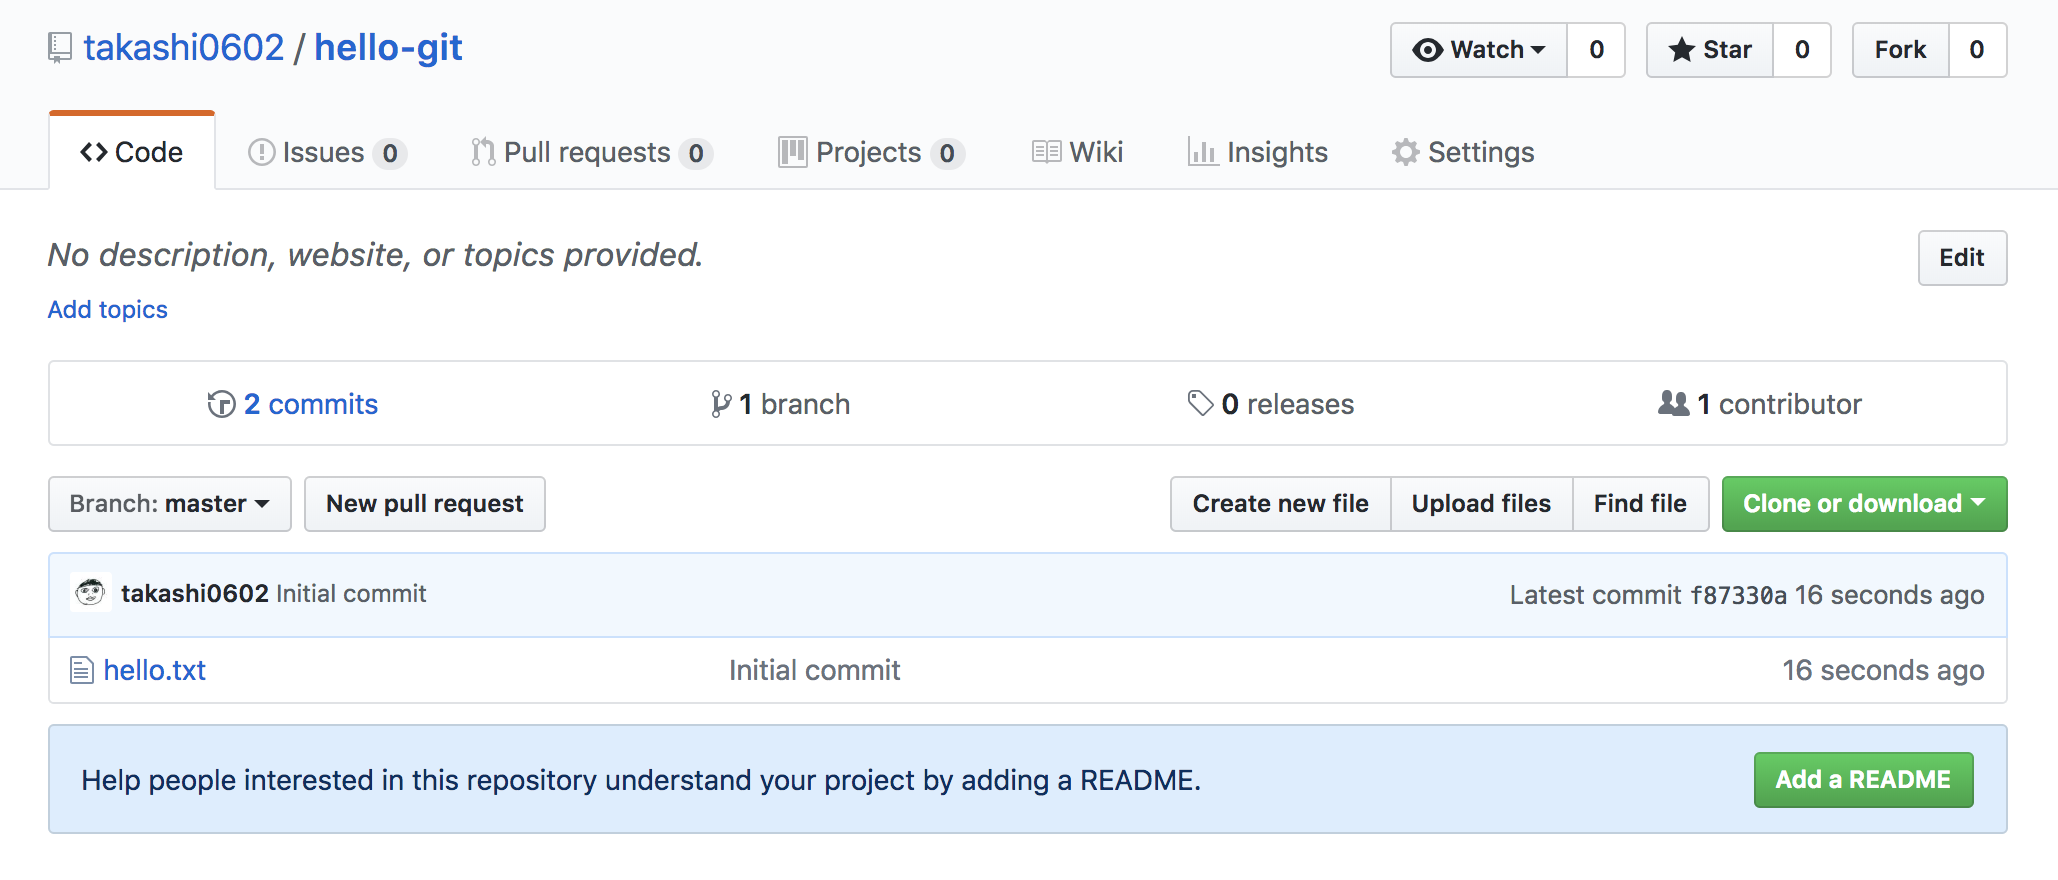 takashi0602 / hello-git Watch 0 Star 0 Fork 0
Code Issues 0 Pull requests 0 Projects 0 Wiki Insights Settings
No description, website, or topics provided. Edit
Add topics
2 commits 1 branch 0 releases 1 contributor
Branch: master New pull request Create new file Upload files Find file Clone or download
takashi0602 Initial commit Latest commit f87330a 16 seconds ago
hello.txt Initial commit 16 seconds ago
Help people interested in this repository understand your project by adding a README. Add a README